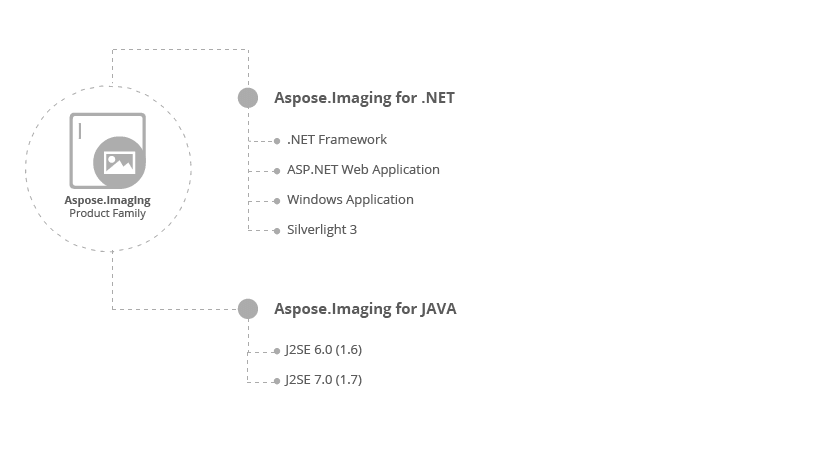 Aspose.Imaging for .NET
.NET Framework
ASP.NET Web Application
Aspose.Imaging
Product Family
Windows Application
Silverlight 3
Aspose.Imaging for JAVA
J2SE 6.0 (1.6)
J2SE 7.0 (1.7)